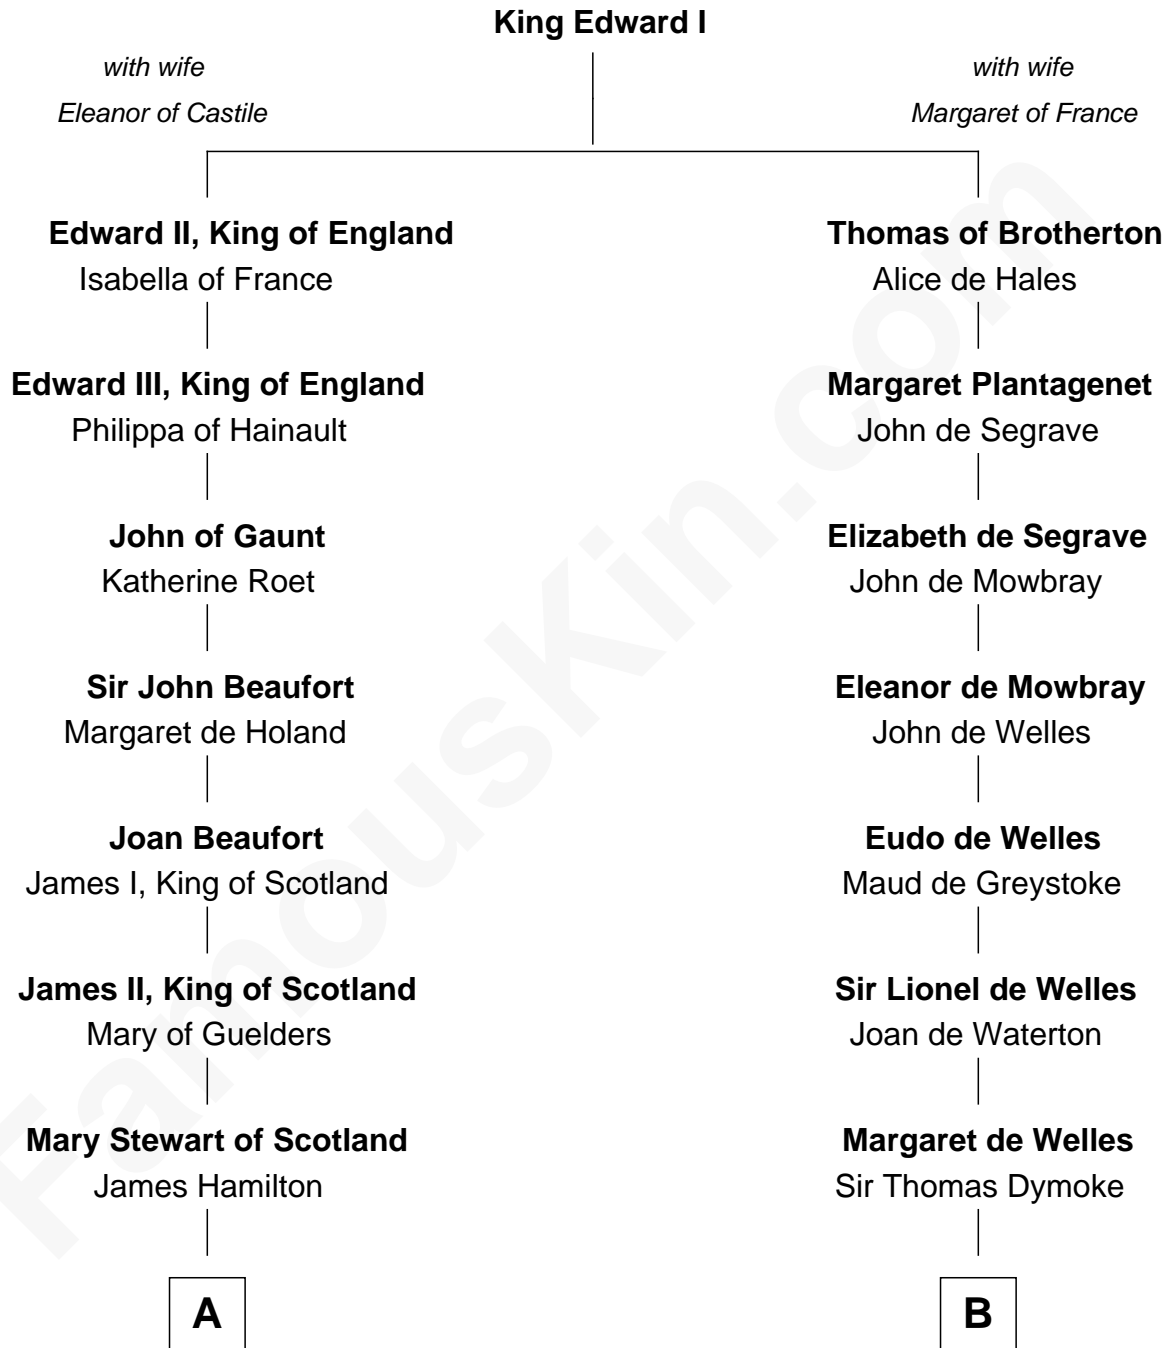 King Edward I
with wife
Eleanor of Castile
with wife
Margaret of France
Edward II, King of England
Isabella of France
Thomas of Brotherton
Alice de Hales
Edward III, King of England
Philippa of Hainault
Margaret Plantagenet
John de Segrave
John of Gaunt
Katherine Roet
Elizabeth de Segrave
John de Mowbray
Sir John Beaufort
Margaret de Holand
Eleanor de Mowbray
John de Welles
Joan Beaufort
James I, King of Scotland
Eudo de Welles
Maud de Greystoke
James II, King of Scotland
Mary of Guelders
Sir Lionel de Welles
Joan de Waterton
Mary Stewart of Scotland
James Hamilton
Margaret de Welles
Sir Thomas Dymoke
A
B
FamousKin.com